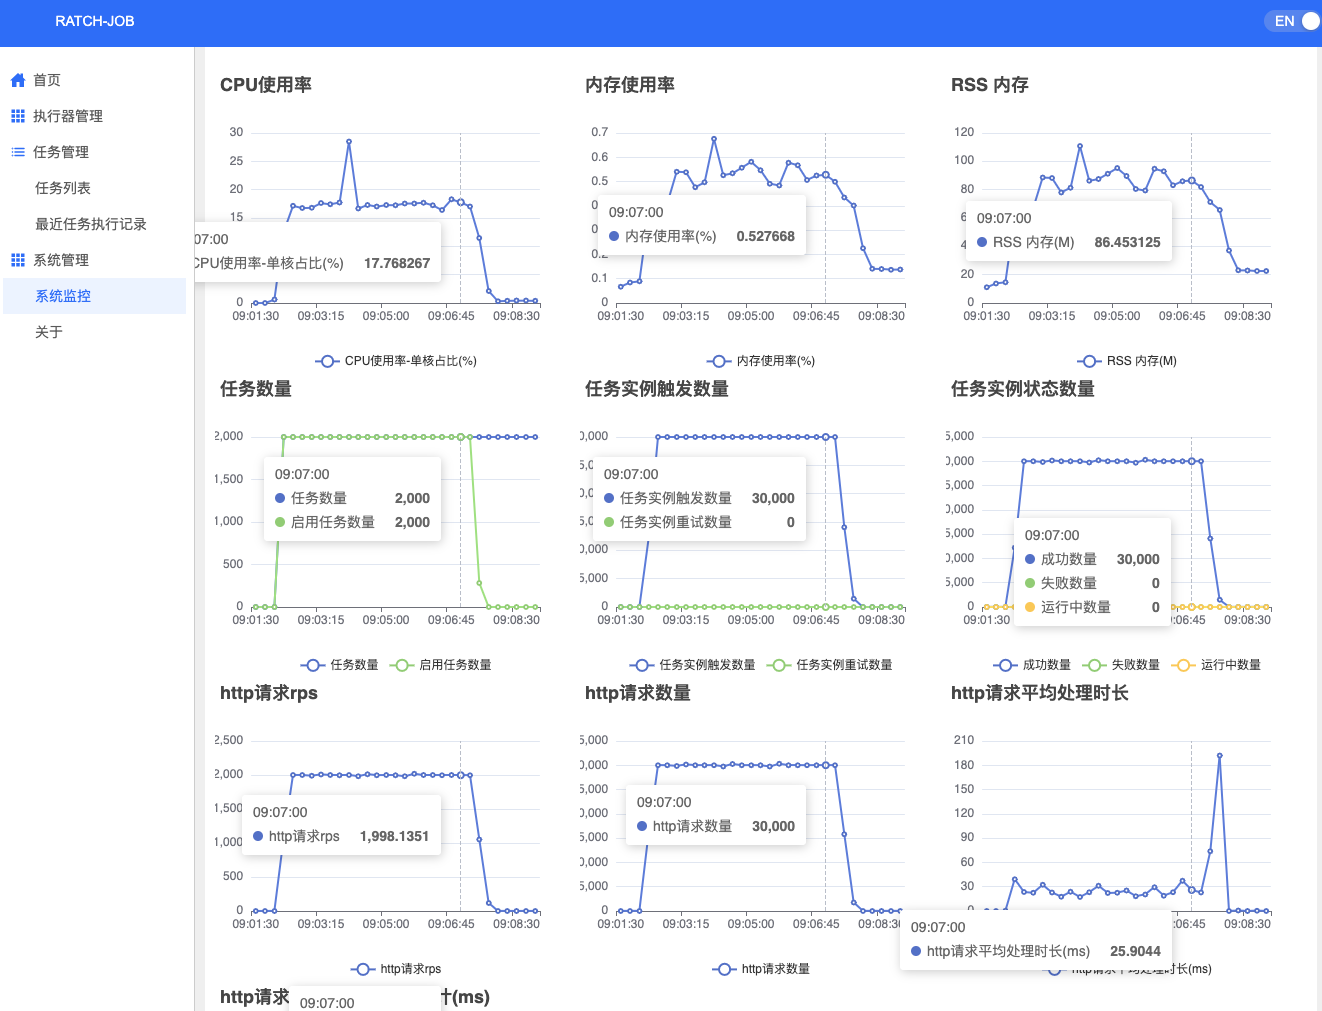 RATCH-JOB
EN
首页
执行器管理
任务管理
任务列表
最近任务执行记录
系统管理
系统监控
关于
CPU使用率
30
25
20
15
0
09:01:30 09:03:15 09:05:00 09:06:45 09:08:30
07:00
CPU使用率-单核占比(%) 17.768267
CPU使用率-单核占比(%)
内存使用率
0.7
0.6
0.5
0.1
0
09:01:30 09:03:15 09:05:00 09:06:45 09:08:30
09:07:00
内存使用率(%) 0.527668
内存使用率(%)
RSS 内存
120
100
80
20
0
09:01:30 09:03:15 09:05:00 09:06:45 09:08:30
09:07:00
RSS 内存(M) 86.453125
RSS 内存(M)
任务数量
2,000
1,500
1,000
500
0
09:01:30 09:03:15 09:05:00 09:06:45 09:08:30
09:07:00
任务数量 2,000
启用任务数量 2,000
任务数量 启用任务数量
任务实例触发数量
0,000
5,000
0
09:01:30 09:03:15 09:05:00 09:06:45 09:08:30
09:07:00
任务实例触发数量 30,000
任务实例重试数量 0
任务实例触发数量 任务实例重试数量
任务实例状态数量
5,000
0,000
5,000
0,000
5,000
0,000
5,000
0
09:01:30 09:08:30
09:07:00
成功数量 30,000
失败数量 0
运行中数量 0
成功数量 失败数量 运行中数量
http请求rps
2,500
2,000
1,500
1,000
500
0
09:01:30 09:03:15 09:05:00 09:06:45 09:08:30
09:07:00
http请求rps 1,998.1351
http请求rps
http请求数量
5,000
0,000
5,000
0,000
5,000
0,000
5,000
0
09:01:30 09:03:15 09:05:00 09:06:45 09:08:30
09:07:00
http请求数量 30,000
http请求数量
http请求平均处理时长
210
180
150
120
90
60
30
0
09:06:45 09:08:30
09:07:00
http请求平均处理时长(ms) 25.9044
http请求平均处理时长(ms)
http请求
计(ms)
09:07:00